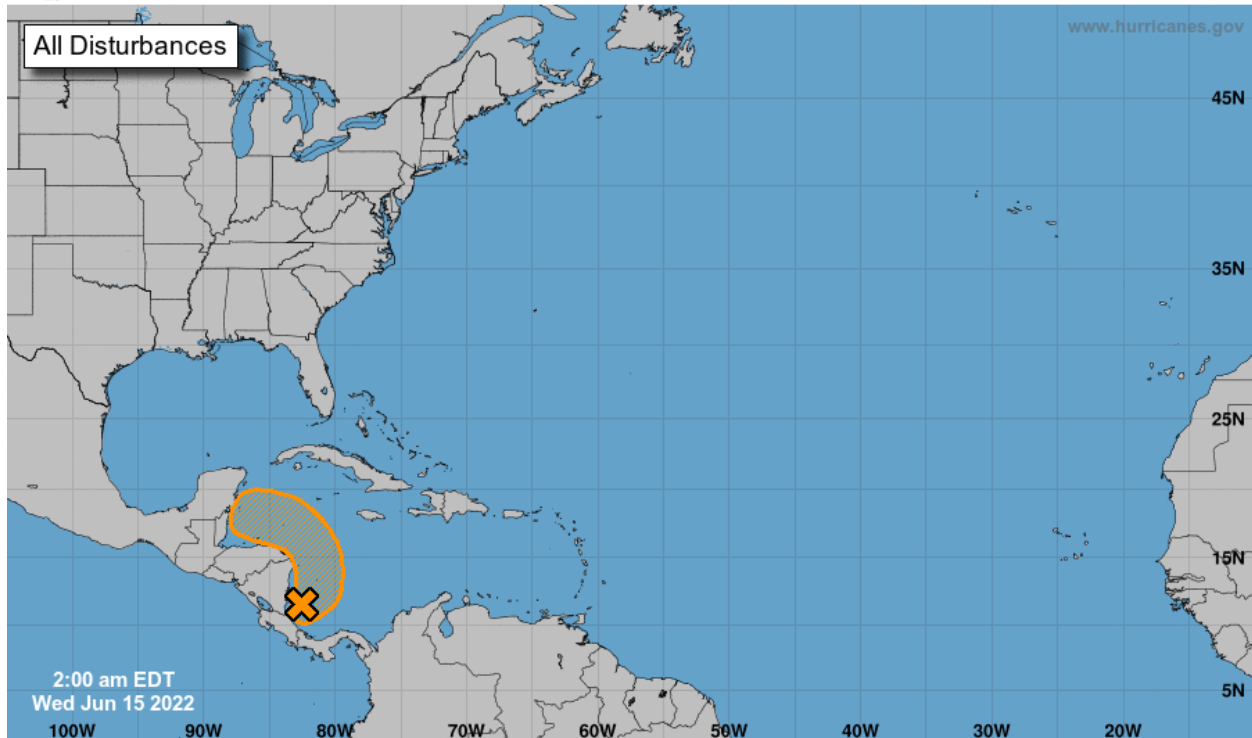 All Disturbances
www.hurricanes.gov
45N
35N
25N
15N
5N
2:00 am EDT
Wed Jun 15 2022
100W 90W 80W 70W 60W 50W 40W 30W 20W